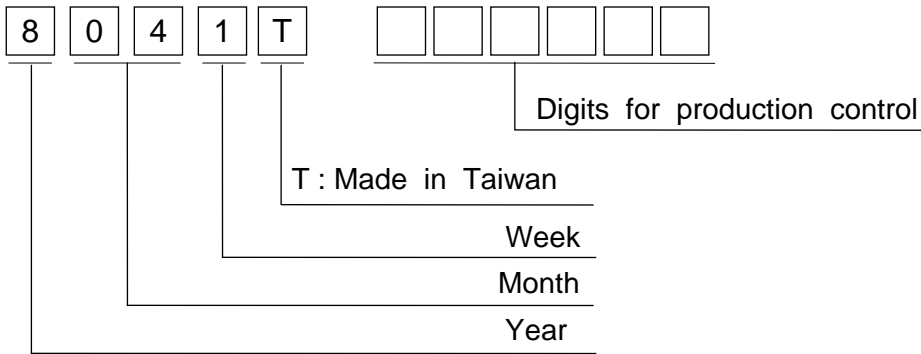 8 0 4 1 T
Digits for production control
T : Made in Taiwan
Week
Month
Year